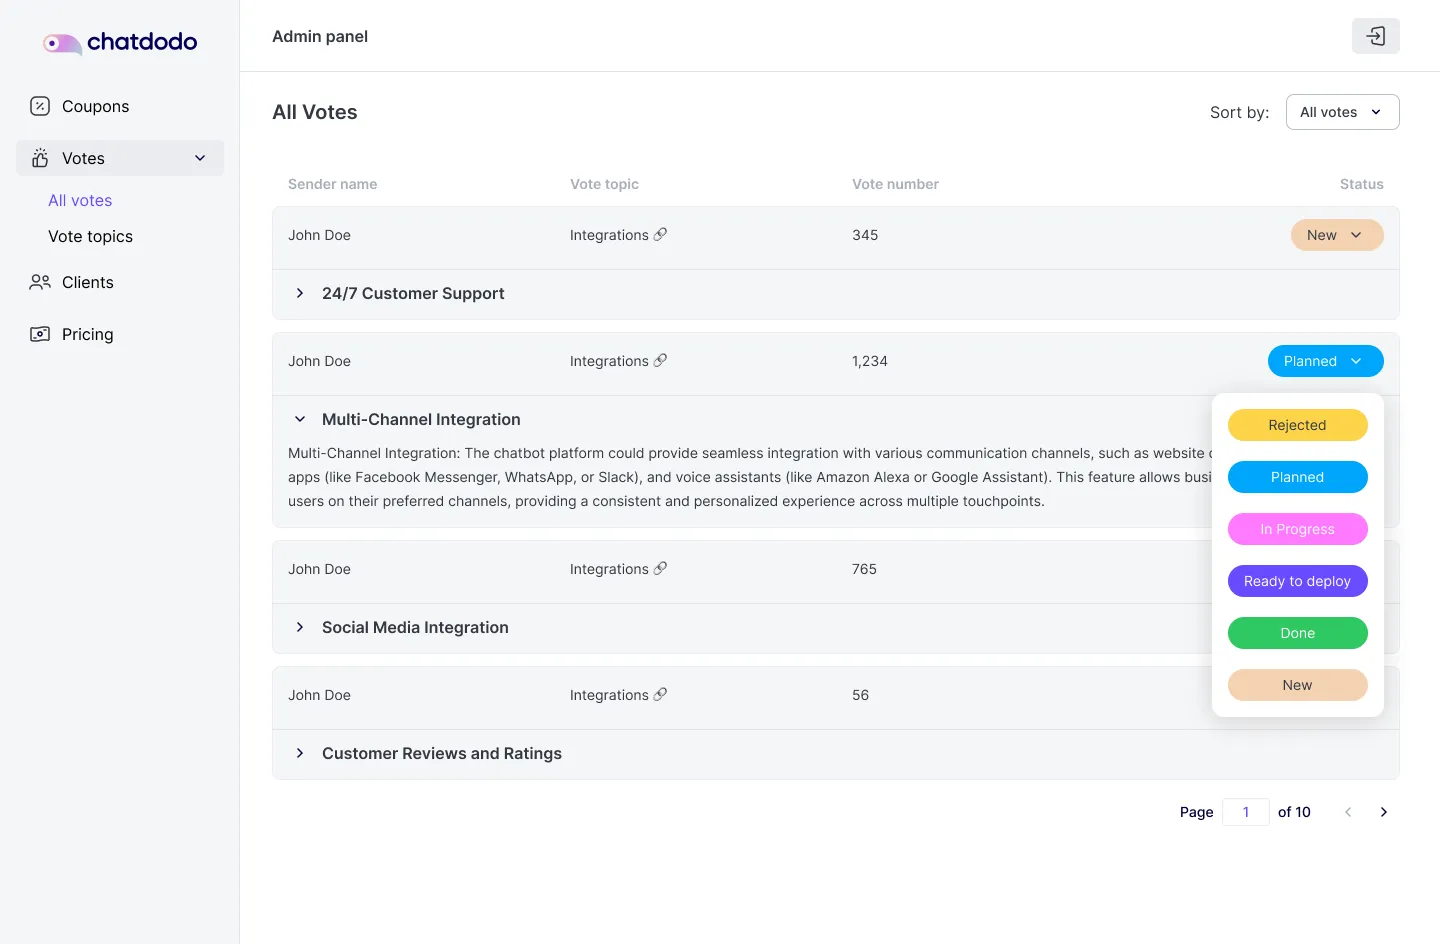 chatdodo
Admin panel
Coupons
Votes
All votes
Vote topics
Clients
Pricing
All Votes
Sort by: All votes
Sender name Vote topic Vote number Status
John Doe Integrations 345 New
24/7 Customer Support
John Doe Integrations 1,234 Planned
Multi-Channel Integration
Multi-Channel Integration: The chatbot platform could provide seamless integration with various communication channels, such as website
apps (like Facebook Messenger, WhatsApp, or Slack), and voice assistants (like Amazon Alexa or Google Assistant). This feature allows
users on their preferred channels, providing a consistent and personalized experience across multiple touchpoints.
Rejected
Planned
In Progress
Ready to deploy
Done
New
John Doe Integrations 765
Social Media Integration
John Doe Integrations 56
Customer Reviews and Ratings
Page 1 of 10